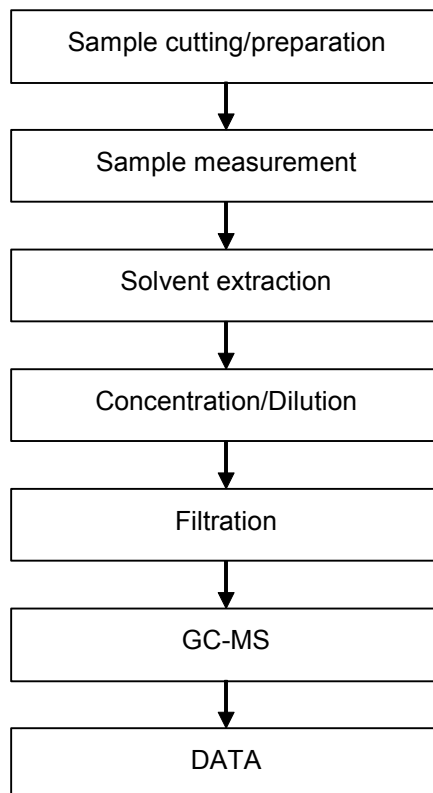 Sample cutting/preparation
Sample measurement
Solvent extraction
Concentration/Dilution
Filtration
GC-MS
DATA